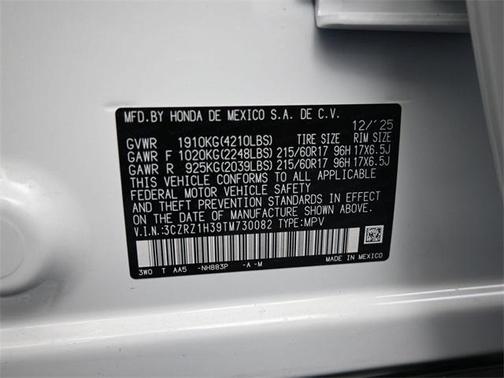 MFD.BY HONDA DE MEXICO S.A. DE C.V.
12/'25
GVWR 1910KG(4210LBS) TIRE SIZE RIM SIZE
GAWR F 1020KG(2248LBS) 215/60R17 96H 17X6.5J
GAWR R 925KG(2039LBS) 215/60R17 96H 17X6.5J
THIS VEHICLE CONFORMS TO ALL APPLICABLE
FEDERAL MOTOR VEHICLE SAFETY
AND THEFT PREVENTION STANDARDS IN EFFECT
ON THE DATE OF MANUFACTURE SHOWN ABOVE
V.I.N.:3CZRZ1H39TM730082 TYPE:MPV
3W0 T AA5 -NH883P -A -M MADE IN MEXICO